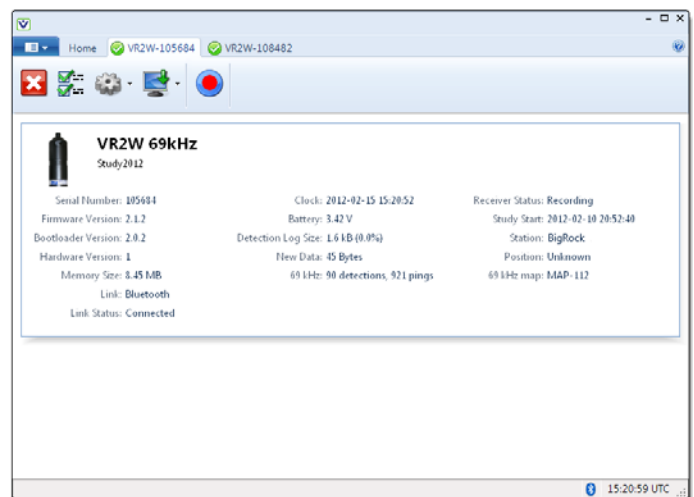 Home VR2W-105684 VR2W-108482
VR2W 69kHz
Study2012
Serial Number: 105684 Clock: 2012-02-15 15:20:52 Receiver Status: Recording
Firmware Version: 2.1.2 Battery: 3.42 V Study Start: 2012-02-10 20:52:40
Bootloader Version: 2.0.2 Detection Log Size: 1.6 kB (0.0%) Station: BigRock
Hardware Version: 1 New Data: 45 Bytes Position: Unknown
Memory Size: 8.45 MB 69 kHz: 90 detections, 921 pings 69 kHz map: MAP-112
Link: Bluetooth
Link Status: Connected
15:20:59 UTC